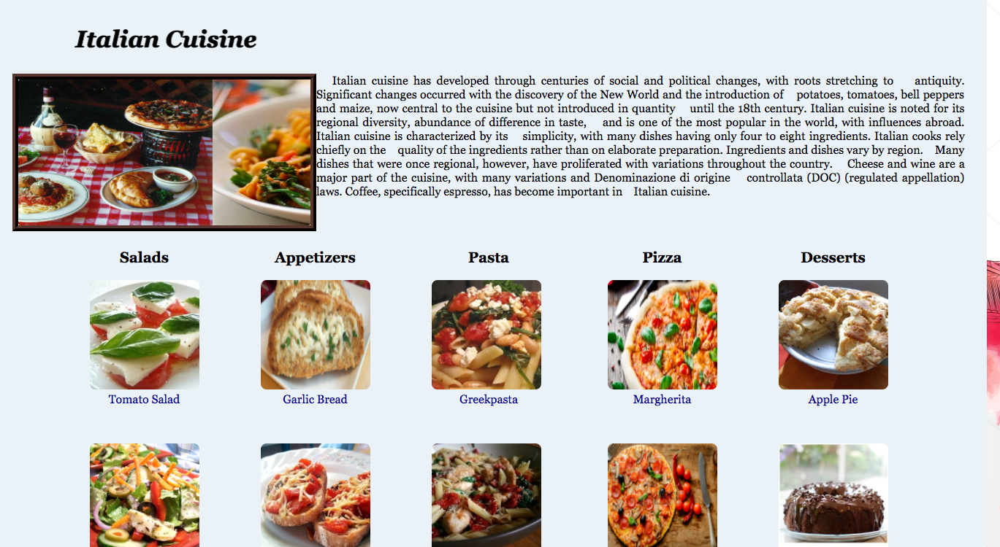 Italian Cuisine
Italian cuisine has developed through centuries of social and political changes, with roots stretching to antiquity.
Significant changes occurred with the discovery of the New World and the introduction of potatoes, tomatoes, bell peppers
and maize, now central to the cuisine but not introduced in quantity until the 18th century. Italian cuisine is noted for its
regional diversity, abundance of difference in taste, and is one of the most popular in the world, with influences abroad.
Italian cuisine is characterized by its simplicity, with many dishes having only four to eight ingredients. Italian cooks rely
chiefly on the quality of the ingredients rather than on elaborate preparation. Ingredients and dishes vary by region. Many
dishes that were once regional, however, have proliferated with variations throughout the country. Cheese and wine are a
major part of the cuisine, with many variations and Denominazione di origine controllata (DOC) (regulated appellation)
laws. Coffee, specifically espresso, has become important in Italian cuisine.
Salads Appetizers Pasta Pizza Desserts
Tomato Salad Garlic Bread Greekpasta Margherita Apple Pie